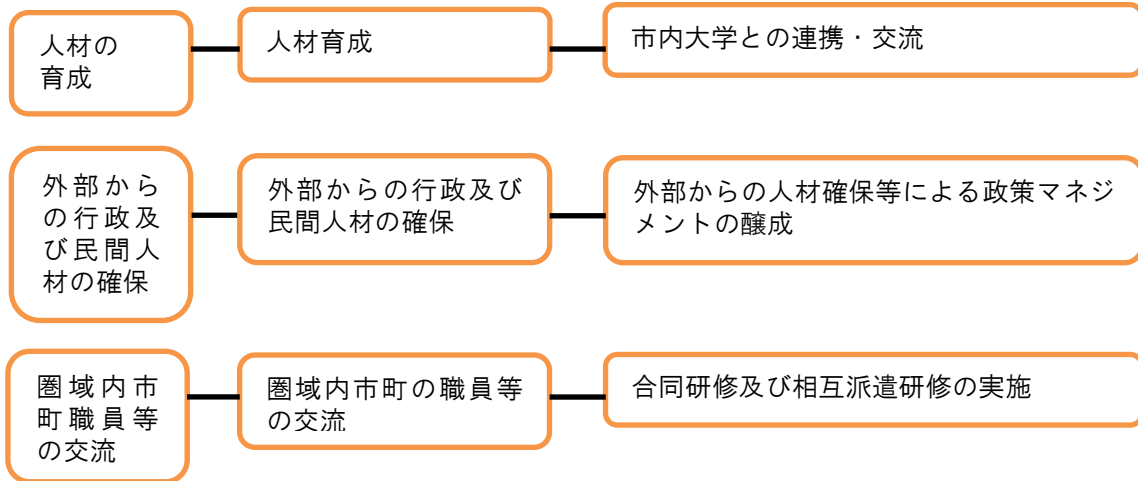 人材の
育成
人材育成
市内大学との連携・交流
外部から
の行政及
び民間人
材の確保
外部からの行政及び
民間人材の確保
外部からの人材確保等による政策マネジ
メントの醸成
圏域内市
町職員等
の交流
圏域内市町の職員等
の交流
合同研修及び相互派遣研修の実施